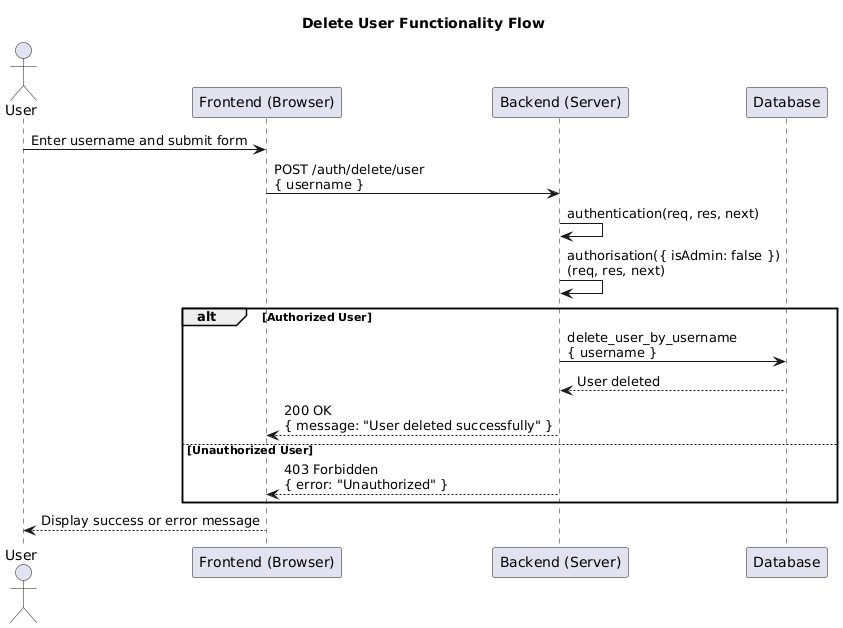 Delete User Functionality Flow
User
Frontend (Browser)
Backend (Server)
Database
Enter username and submit form
POST /auth/delete/user
{ username }
authentication(req, res, next)
authorisation({ isAdmin: false })
(req, res, next)
alt
[Authorized User]
delete_user_by_username
{ username }
User deleted
200 OK
{ message: "User deleted successfully" }
[Unauthorized User]
403 Forbidden
{ error: "Unauthorized" }
Display success or error message
User
Frontend (Browser)
Backend (Server)
Database